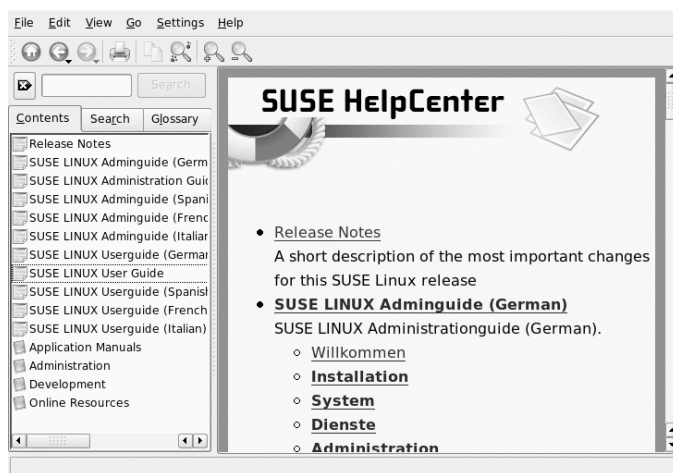 File Edit View Go Settings Help
Search
Contents Search Glossary
Release Notes
SUSE LINUX Adminguide (Germ
SUSE LINUX Administration Guid
SUSE LINUX Adminguide (Spani
SUSE LINUX Adminguide (Frenc
SUSE LINUX Adminguide (Italian
SUSE LINUX Userguide (German
SUSE LINUX User Guide
SUSE LINUX Userguide (Spanish
SUSE LINUX Userguide (French
SUSE LINUX Userguide (Italian)
Application Manuals
Administration
Development
Online Resources
SUSE HelpCenter
Release Notes
A short description of the most important changes
for this SUSE Linux release
SUSE LINUX Adminguide (German)
SUSE LINUX Administrationguide (German).
Willkommen
Installation
System
Dienste
Administration